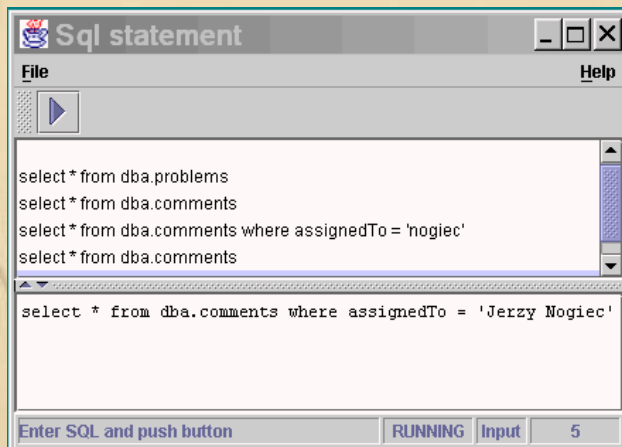 Sql statement
File Help
select * from dba.problems
select * from dba.comments
select * from dba.comments where assignedTo = 'nogiec'
select * from dba.comments
select * from dba.comments where assignedTo = 'Jerzy Nogiec'
Enter SQL and push button RUNNING Input 5